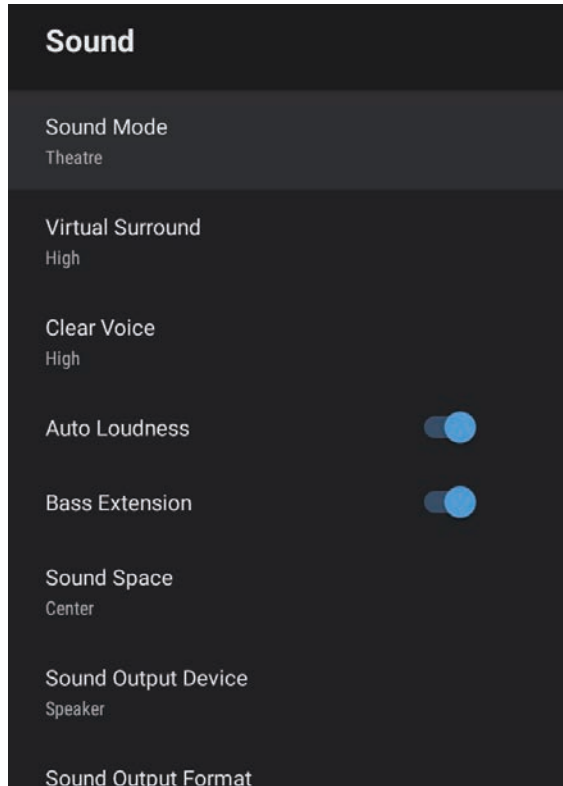 Sound
Sound Mode
Theatre
Virtual Surround
High
Clear Voice
High
Auto Loudness
Bass Extension
Sound Space
Center
Sound Output Device
Speaker
Sound Output Format